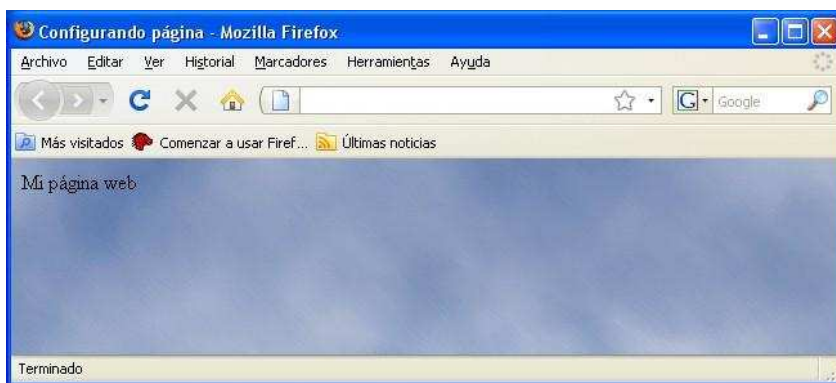 Configurando página - Mozilla Firefox
Archivo Editar Ver Historial Marcadores Herramientas Ayuda
G Google
Más visitados Comenzar a usar Firef... Últimas noticias
Mi página web
Terminado